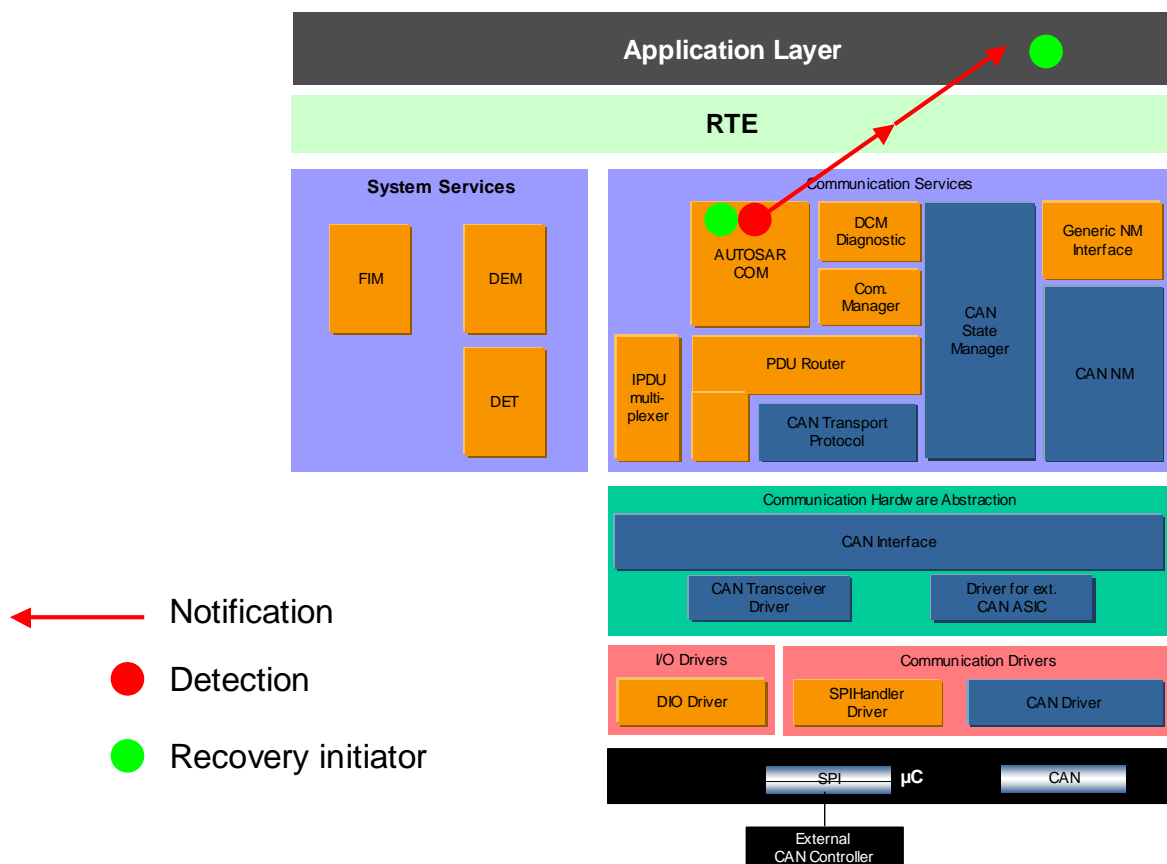 Application Layer
RTE
System Services
Communication Services
FIM
DEM
DET
AUTOSAR
COM
DCM
Diagnostic
Com.
Manager
CAN
State
Manager
Generic NM
Interface
CAN NM
IPDU
multi-
plexer
PDU Router
CAN Transport
Protocol
Communication Hardware Abstraction
CAN Interface
CAN Transceiver
Driver
Driver for ext.
CAN ASIC
Notification
Detection
Recovery initiator
I/O Drivers
DIO Driver
Communication Drivers
SPIHandler
Driver
CAN Driver
SPI
µC
CAN
External
CAN Controller